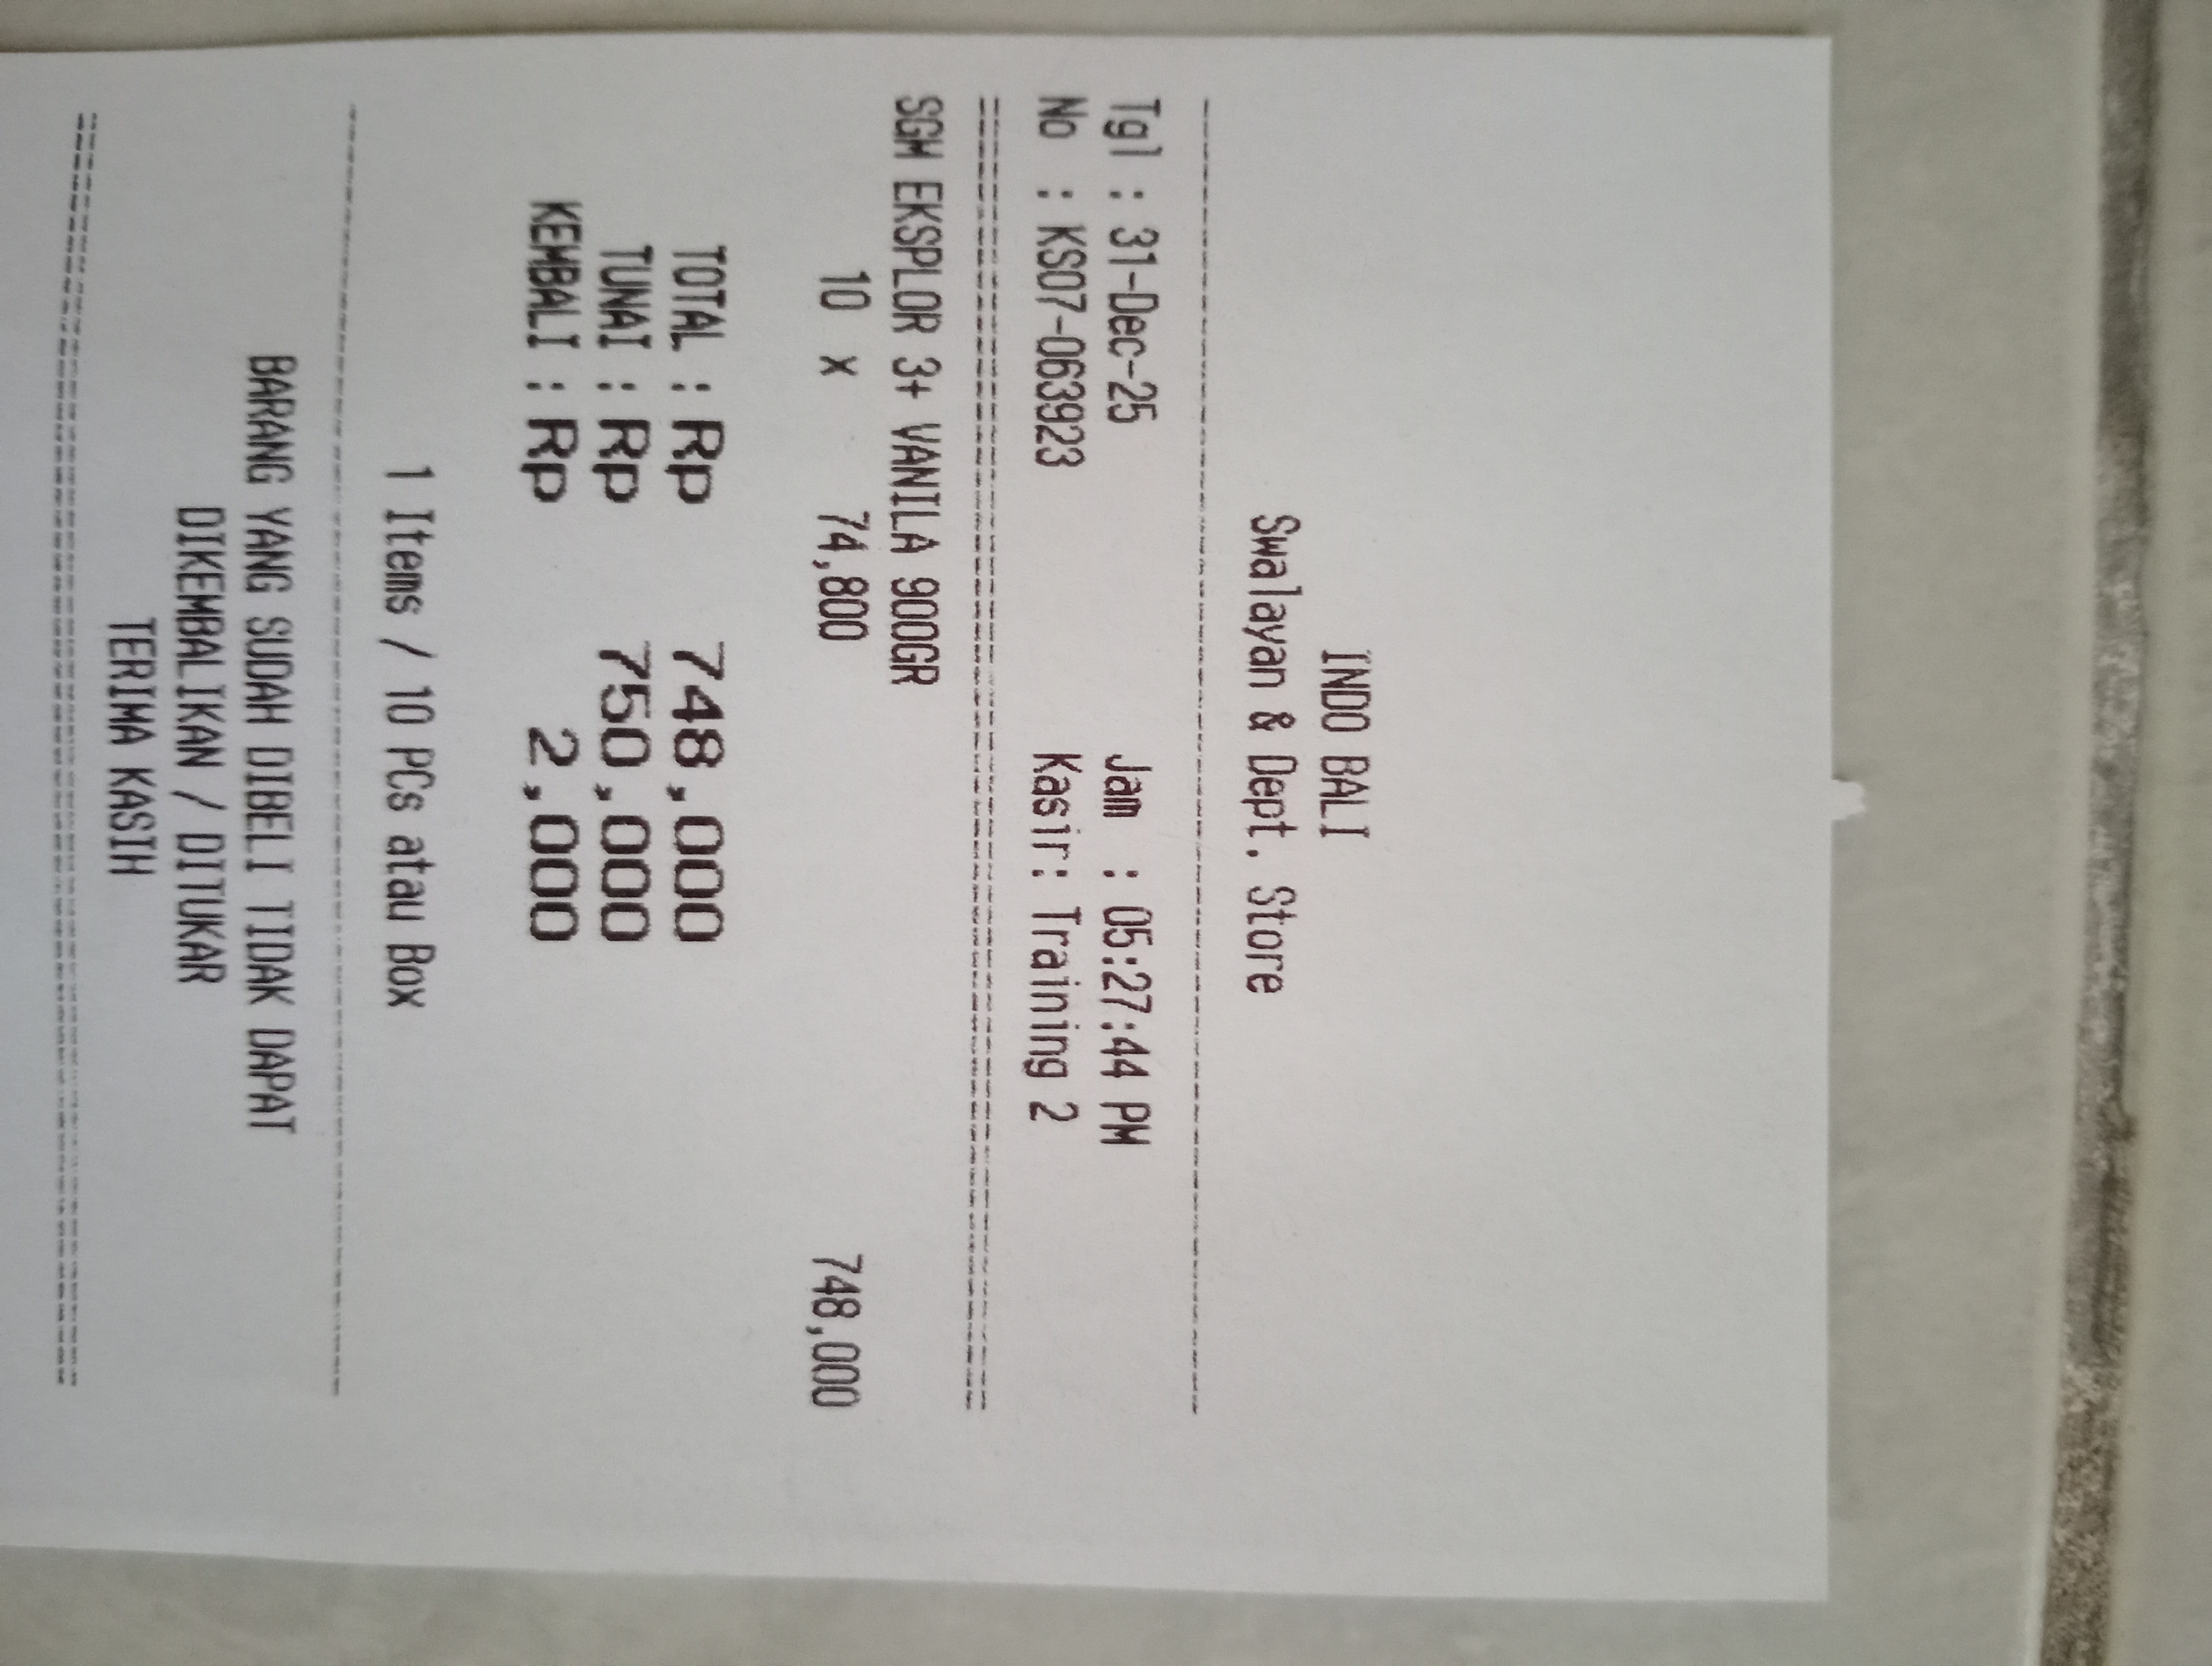 INDO BALI
Swalayan & Dept. Store
Tgl : 31-Dec-25 Jam : 05:27:44 PM
No : KS07-063923 Kasir: Training 2
SGM EKSPLOR 3+ VANILA 900GR
10 x 74,800 748,000
TOTAL : Rp 748,000
TUNAI : Rp 750,000
KEMBALI : Rp 2,000
1 Items / 10 PCs atau Box
BARANG YANG SUDAH DIBELI TIDAK DAPAT
DIKEMBALIKAN / DITUKAR
TERIMA KASIH